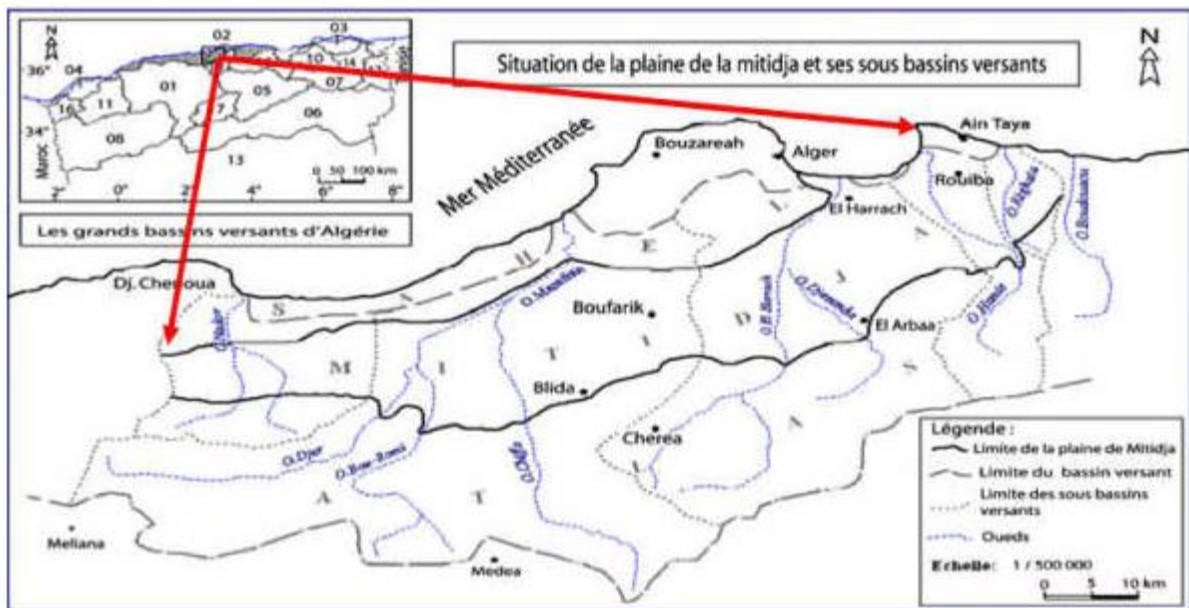 02
03
N
36°
04
01
10
14
12
05
07
16
11
7
06
34°
08
13
Maroc
Tunisie
0 50 100 km
2°
0°
2°
4°
6°
8°
Les grands bassins versants d'Algérie
Situation de la plaine de la mitidja et ses sous bassins versants
N
Mer Méditerranée
Bouzareah
Alger
Ain Taya
Rouiba
O.Reghaia
O.Boudouaou
El Harrach
Dj. Chenoua
S A H E L
O.Nador
O.Mazafran
Boufarik
O.El Harrach
O.Djemaada
El Arbaa
O.Hamiz
M I T I D J A
Blida
Cherea
O.Djer
O.Bou-Roumi
O.Chiffa
A T L A S
Meliana
Medea
Légende :
Limite de la plaine de Mitidja
Limite du bassin versant
Limite des sous bassins
versants
Oueds
Echelle: 1 / 500 000
0 5 10 km